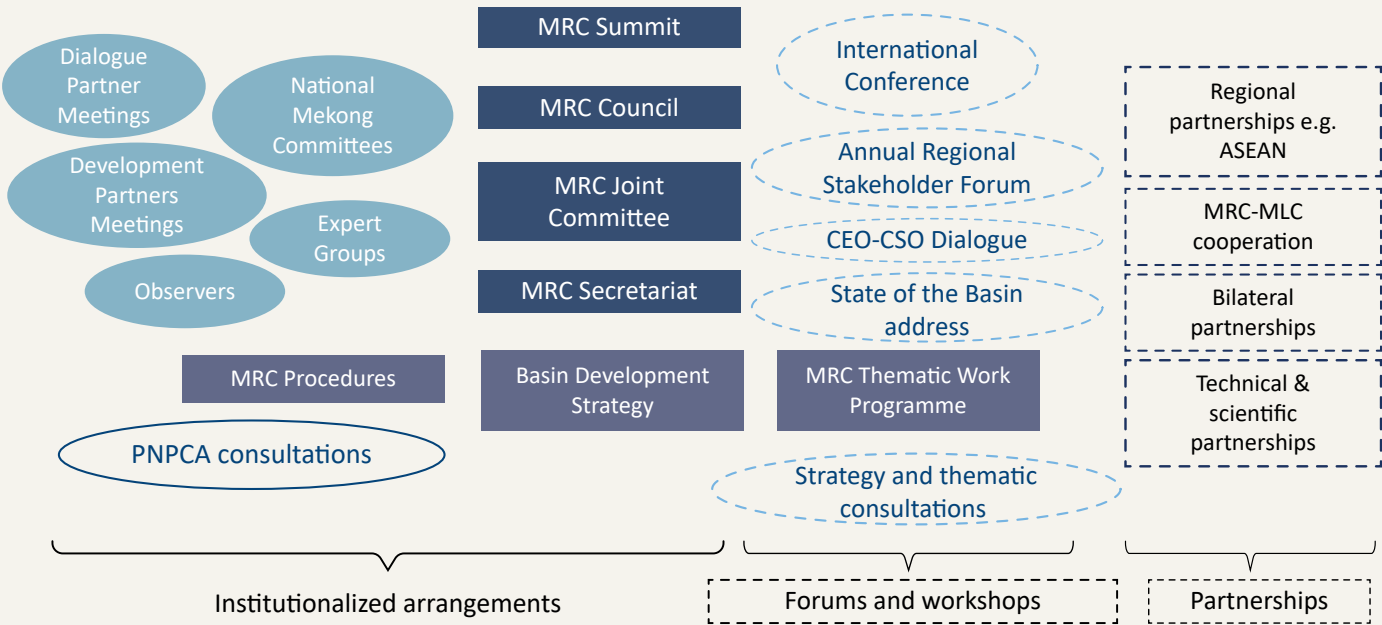 Dialogue
Partner
Meetings
National
Mekong
Committees
Development
Partners
Meetings
Expert
Groups
Observers
MRC Summit
MRC Council
MRC Joint
Committee
MRC Secretariat
International
Conference
Annual Regional
Stakeholder Forum
CEO-CSO Dialogue
State of the Basin
address
Regional
partnerships e.g.
ASEAN
MRC-MLC
cooperation
Bilateral
partnerships
Technical &
scientific
partnerships
MRC Procedures
Basin Development
Strategy
MRC Thematic Work
Programme
PNPCA consultations
Strategy and thematic
consultations
Institutionalized arrangements
Forums and workshops
Partnerships